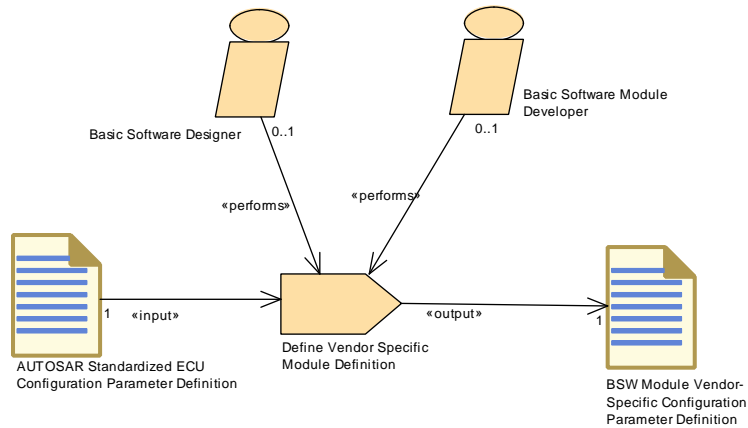 Basic Software Designer
0..1
Basic Software Module
Developer
0..1
«performs»
«performs»
1
«input»
AUTOSAR Standardized ECU
Configuration Parameter Definition
Define Vendor Specific
Module Definition
«output»
1
BSW Module Vendor-
Specific Configuration
Parameter Definition